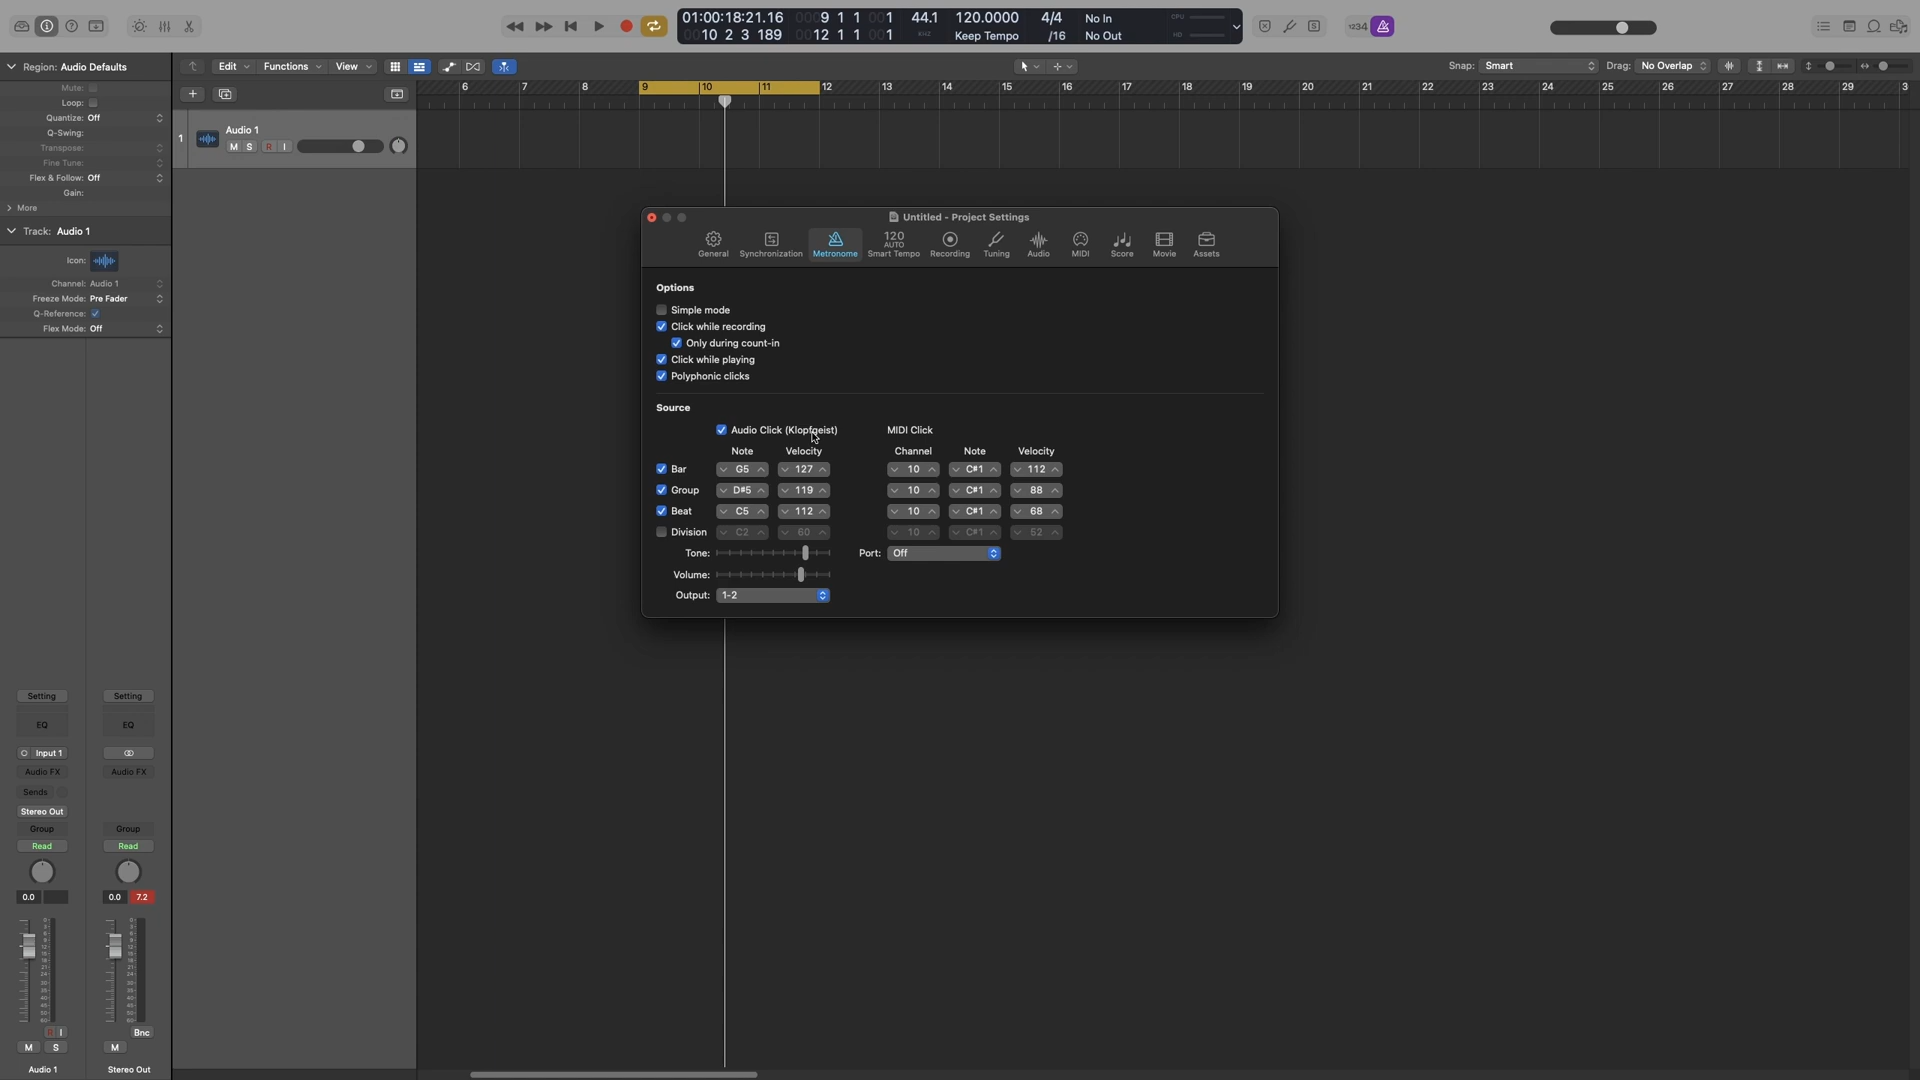 01:00:18:21.16
0009 1 1 001
44.1
120.0000
4/4
No In
CPU
1234
0010 2 3 189
0012 1 1 001
KHZ
Keep Tempo
/16
No Out
HD
Region: Audio Defaults
Edit
Functions
View
Snap: Smart
Drag: No Overlap
6 7 8 9 10 11 12 13 14 15 16 17 18 19 20 21 22 23 24 25 26 27 28 29 3
Mute:
Loop:
Quantize: Off
Q-Swing:
Transpose:
Fine Tune:
Flex & Follow: Off
Gain:
More
Track: Audio 1
Icon:
Channel: Audio 1
Freeze Mode: Pre Fader
Q-Reference:
Flex Mode: Off
1
Audio 1
M S R I
Untitled - Project Settings
General
Synchronization
Metronome
120
AUTO
Smart Tempo
Recording
Tuning
Audio
MIDI
Score
Movie
Assets
Options
Simple mode
Click while recording
Only during count-in
Click while playing
Polyphonic clicks
Source
Audio Click (Klopfgeist)
MIDI Click
Note Velocity Channel Note Velocity
Bar G5 127 10 C#1 112
Group D#5 119 10 C#1 88
Beat C5 112 10 C#1 68
Division C2 60 10 C#1 52
Tone:
Port: Off
Volume:
Output: 1-2
Setting Setting
EQ EQ
Input 1
Audio FX Audio FX
Sends
Stereo Out
Group Group
Read Read
0.0 0.0 7.2
R I Bnc
M S M
Audio 1 Stereo Out